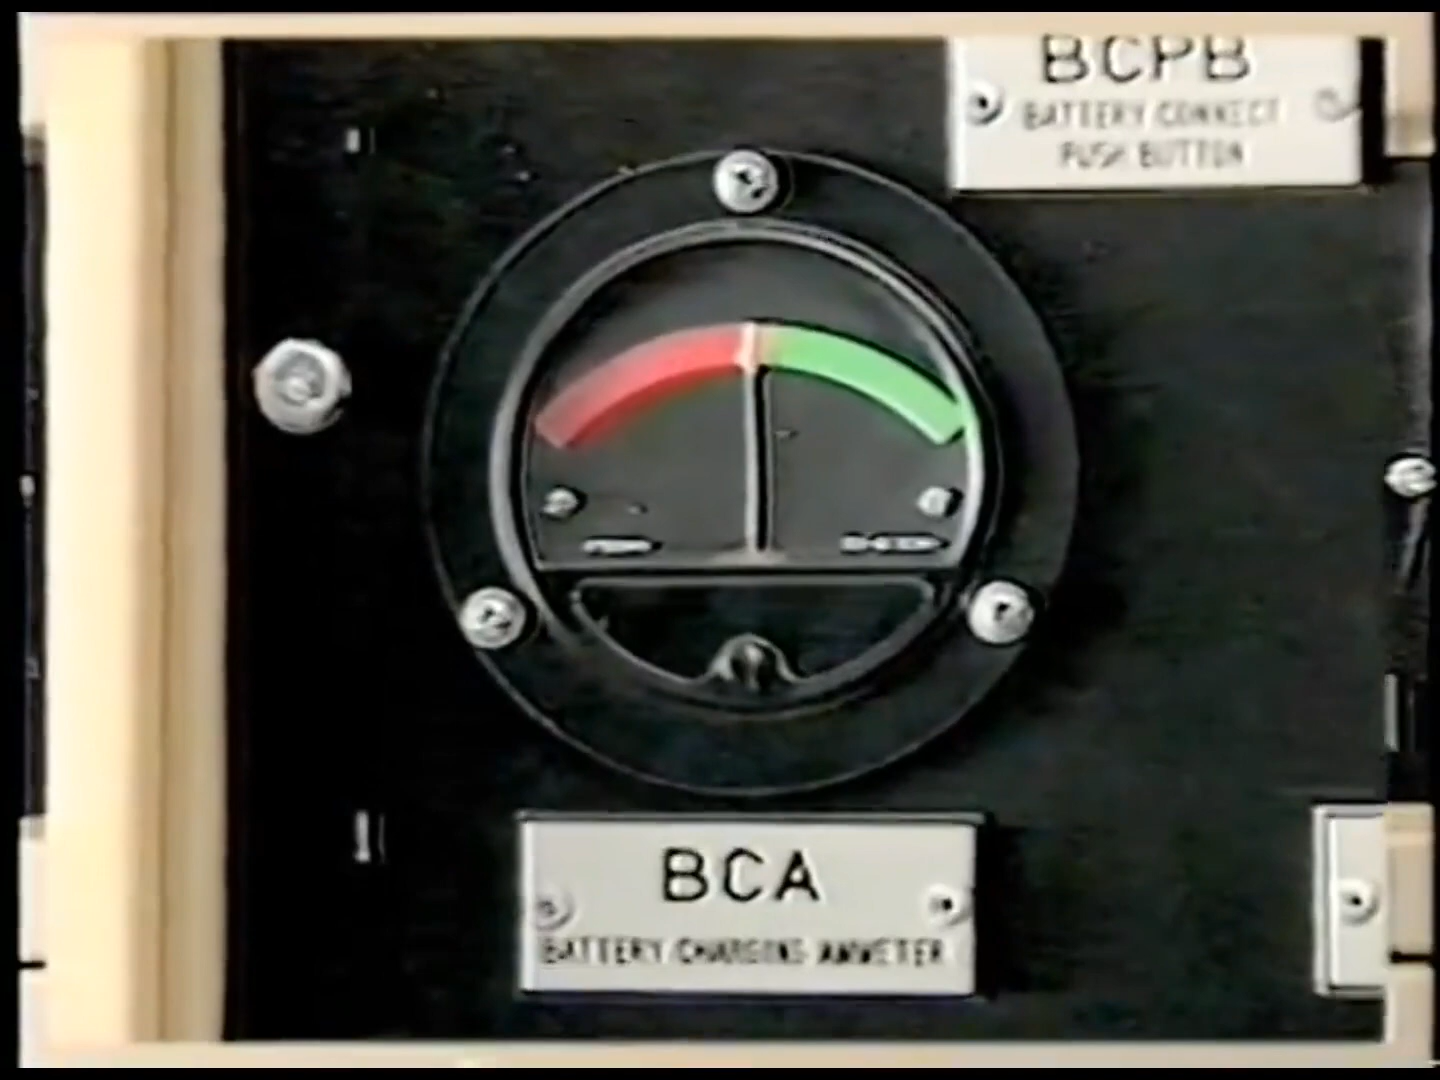 BCPB
BATTERY CONNECT
PUSH BUTTON
BCA
BATTERY CHARGING AMMETER